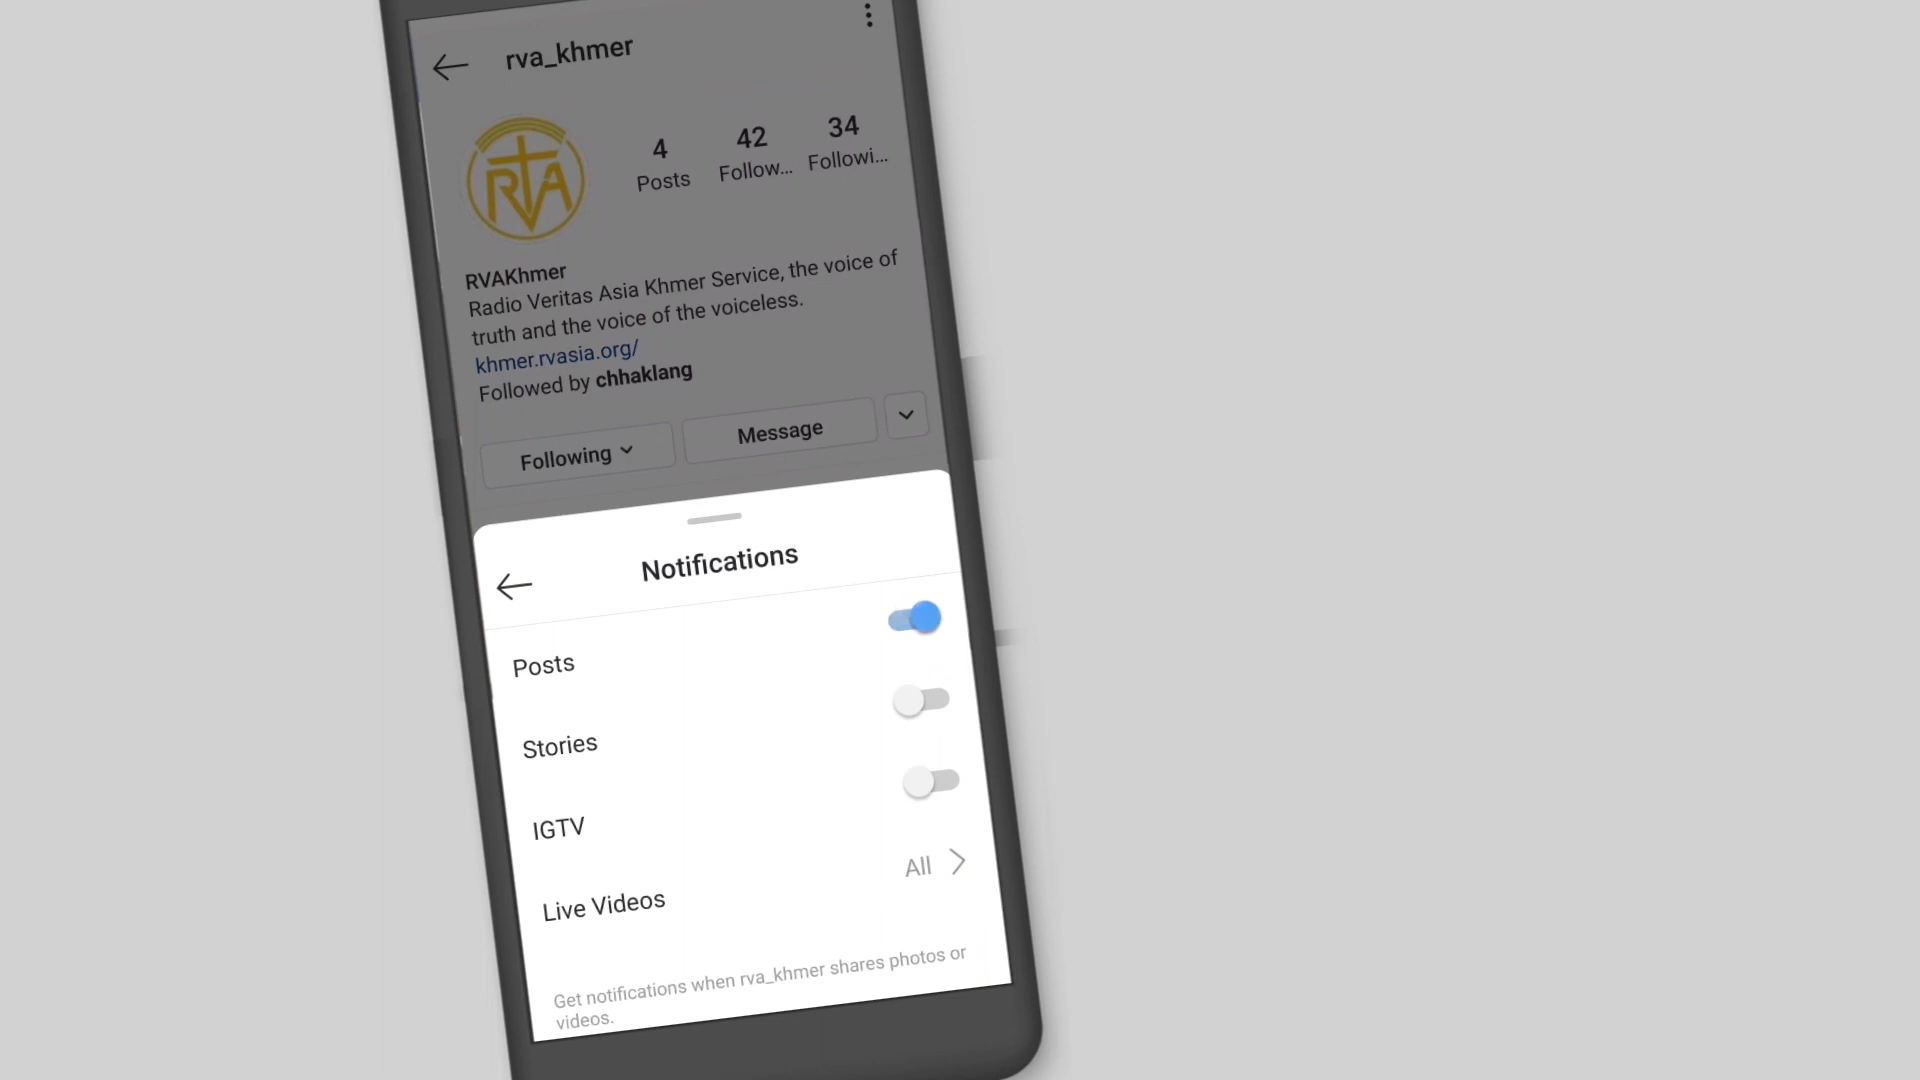 rva_khmer
4 42 34
Posts Follow... Followi...
RVA
RVAKhmer
Radio Veritas Asia Khmer Service, the voice of
truth and the voice of the voiceless.
khmer.rvasia.org/
Followed by chhaklang
Following Message
Notifications
Posts
Stories
IGTV
Live Videos All
Get notifications when rva_khmer shares photos or
videos.